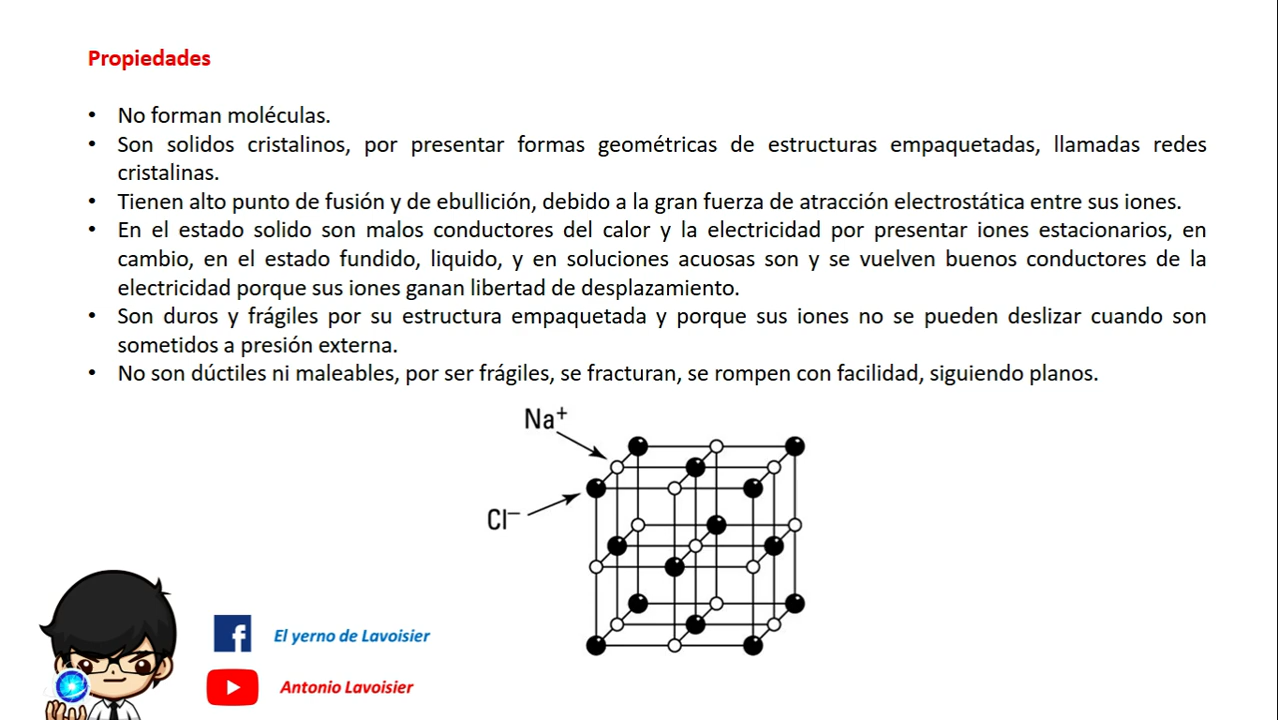 Propiedades
• No forman moléculas.
• Son solidos cristalinos, por presentar formas geométricas de estructuras empaquetadas, llamadas redes
cristalinas.
• Tienen alto punto de fusión y de ebullición, debido a la gran fuerza de atracción electrostática entre sus iones.
• En el estado solido son malos conductores del calor y la electricidad por presentar iones estacionarios, en
cambio, en el estado fundido, liquido, y en soluciones acuosas son y se vuelven buenos conductores de la
electricidad porque sus iones ganan libertad de desplazamiento.
• Son duros y frágiles por su estructura empaquetada y porque sus iones no se pueden deslizar cuando son
sometidos a presión externa.
• No son dúctiles ni maleables, por ser frágiles, se fracturan, se rompen con facilidad, siguiendo planos.
Na⁺
Cl⁻
El yerno de Lavoisier
Antonio Lavoisier